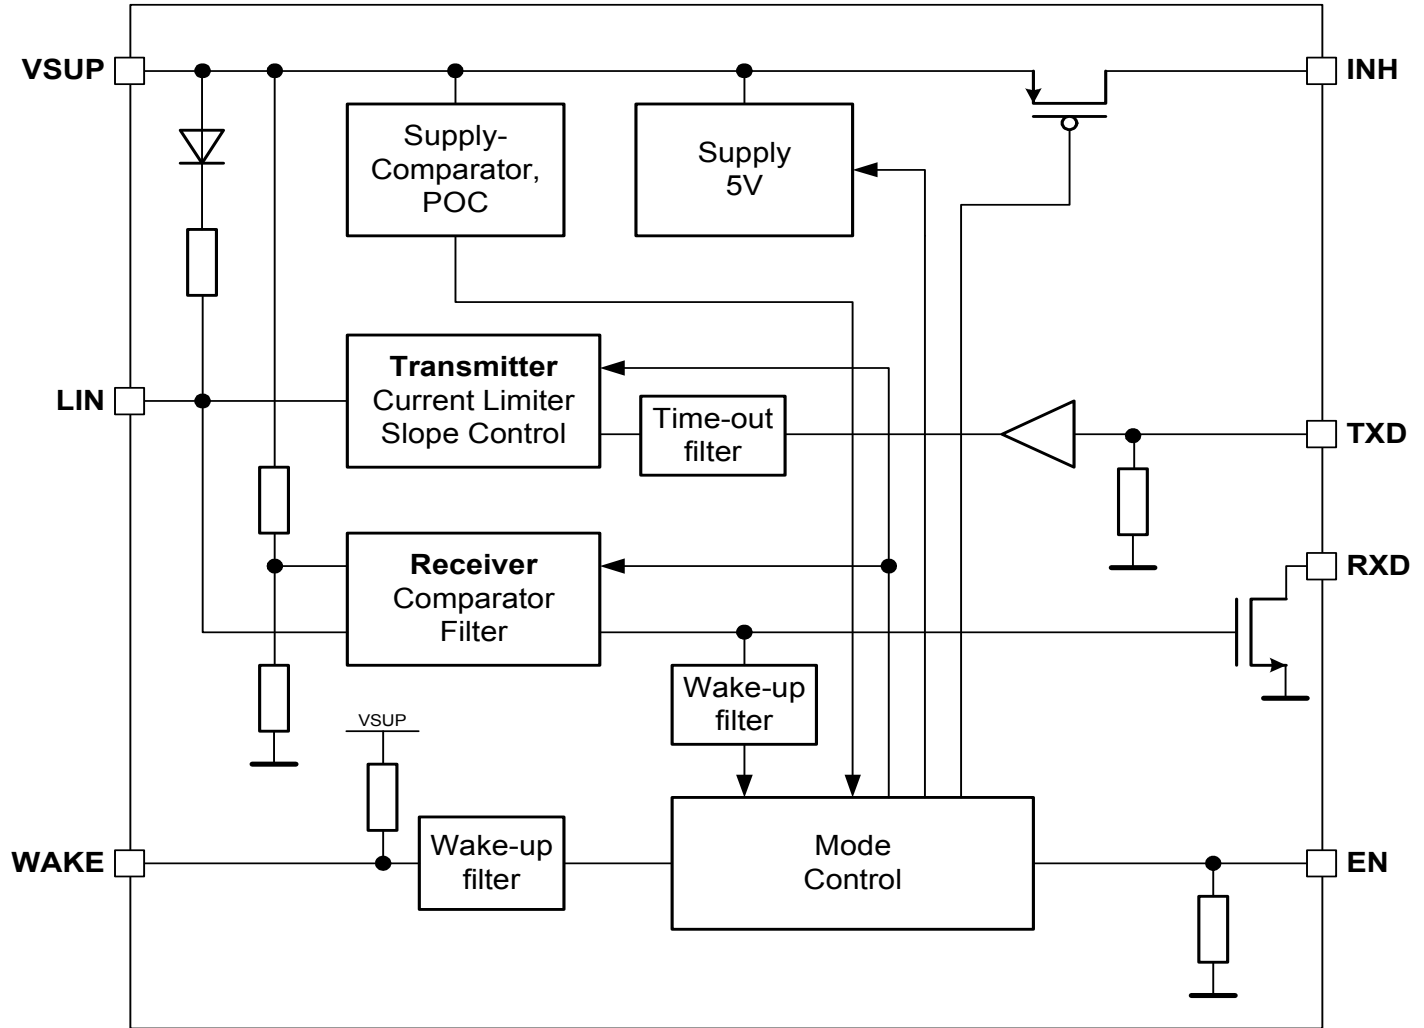 VSUP
INH
Supply-
Comparator,
POC
Supply
5V
LIN
Transmitter
Current Limiter
Slope Control
Time-out
filter
TXD
Receiver
Comparator
Filter
RXD
Wake-up
filter
VSUP
WAKE
Wake-up
filter
Mode
Control
EN